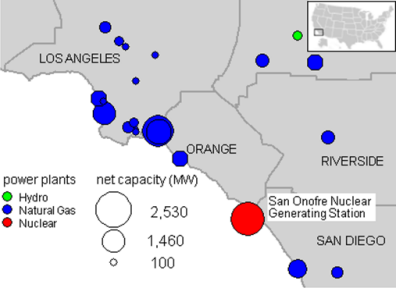 LOS ANGELES
ORANGE
RIVERSIDE
San Onofre Nuclear
Generating Station
SAN DIEGO
power plants
Hydro
Natural Gas
Nuclear
net capacity (MW)
2,530
1,460
100